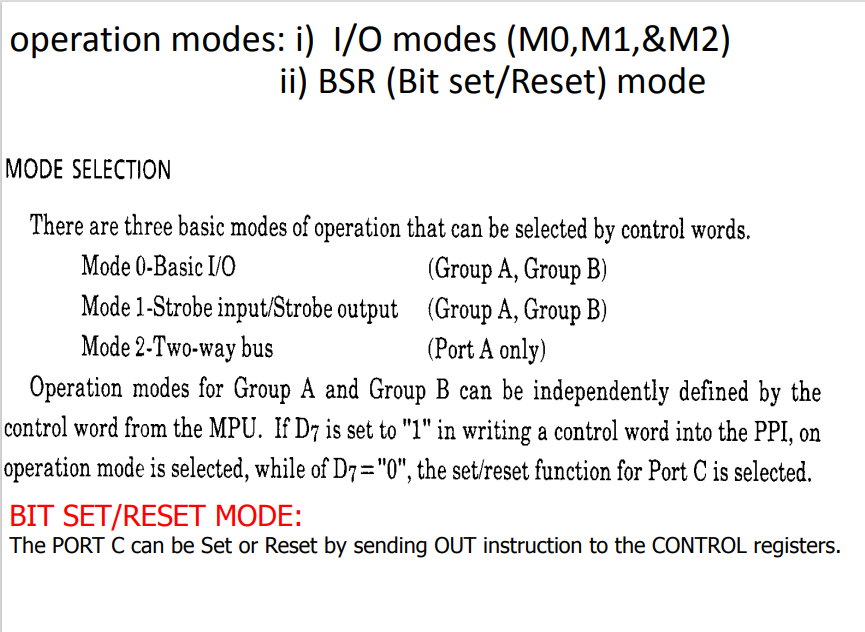 operation modes: i) I/O modes (M0,M1,&M2)
ii) BSR (Bit set/Reset) mode
MODE SELECTION
There are three basic modes of operation that can be selected by control words.
Mode 0-Basic I/O (Group A, Group B)
Mode 1-Strobe input/Strobe output (Group A, Group B)
Mode 2-Two-way bus (Port A only)
Operation modes for Group A and Group B can be independently defined by the
control word from the MPU. If D7 is set to "1" in writing a control word into the PPI, on
operation mode is selected, while of D7="0", the set/reset function for Port C is selected.
BIT SET/RESET MODE:
The PORT C can be Set or Reset by sending OUT instruction to the CONTROL registers.